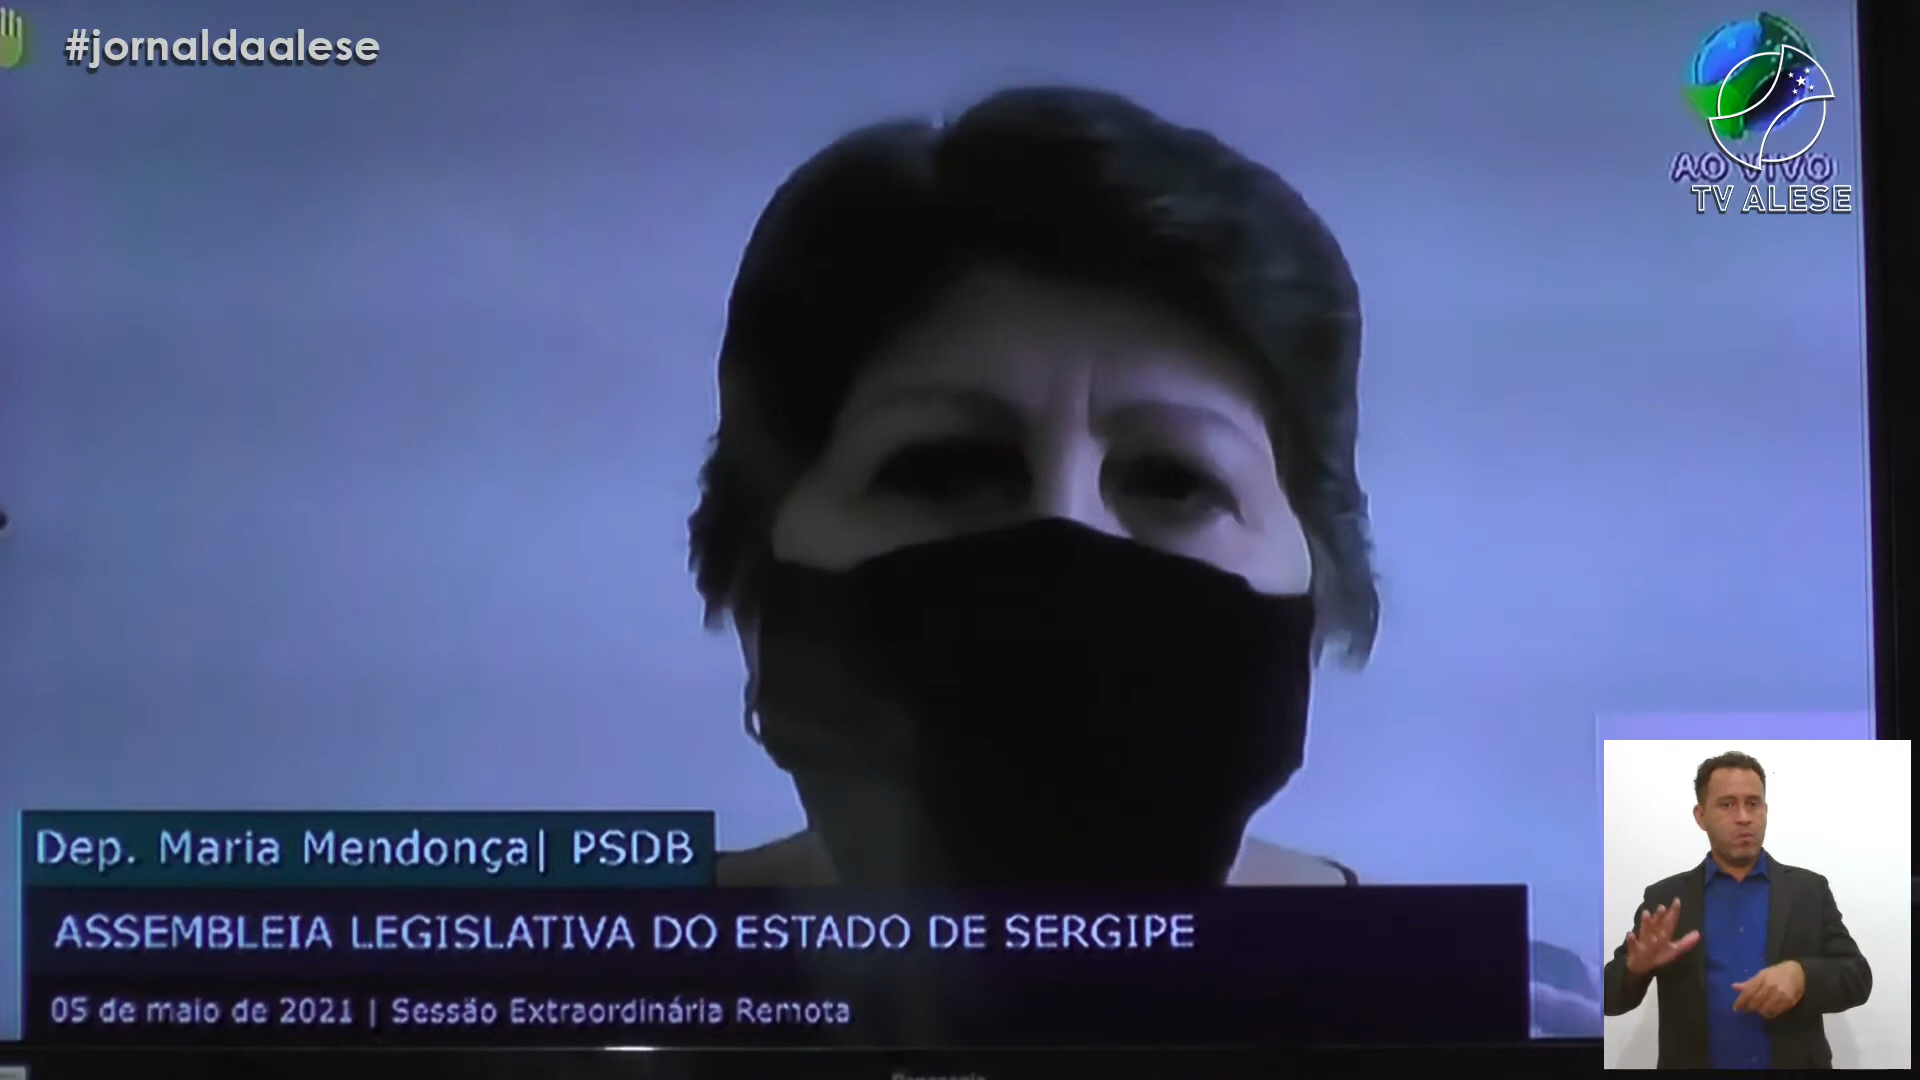 #jornaldaalese
AO VIVO
TV ALESE
Dep. Maria Mendonça| PSDB
ASSEMBLEIA LEGISLATIVA DO ESTADO DE SERGIPE
05 de maio de 2021 | Sessão Extraordinária Remota